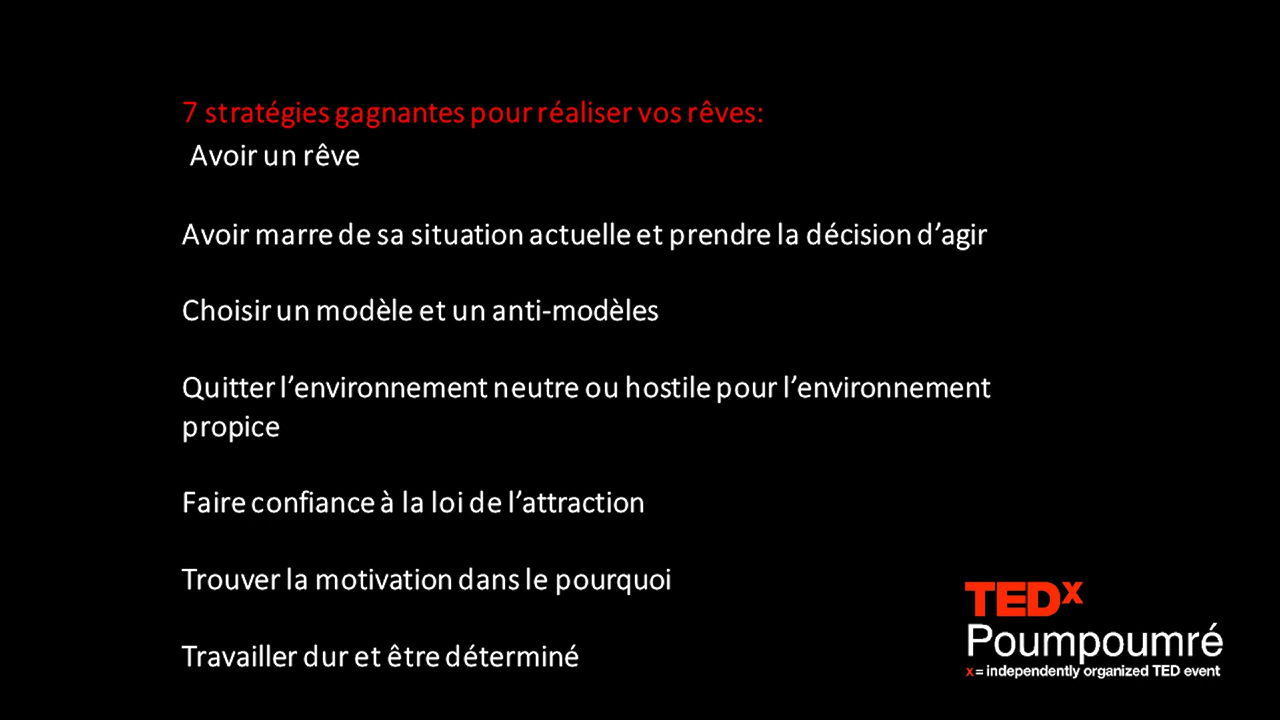 7 stratégies gagnantes pour réaliser vos rêves:
Avoir un rêve
Avoir marre de sa situation actuelle et prendre la décision d’agir
Choisir un modèle et un anti-modèles
Quitter l’environnement neutre ou hostile pour l’environnement
propice
Faire confiance à la loi de l’attraction
Trouver la motivation dans le pourquoi
Travailler dur et être déterminé
TEDx
Poumpoumré
x = independently organized TED event